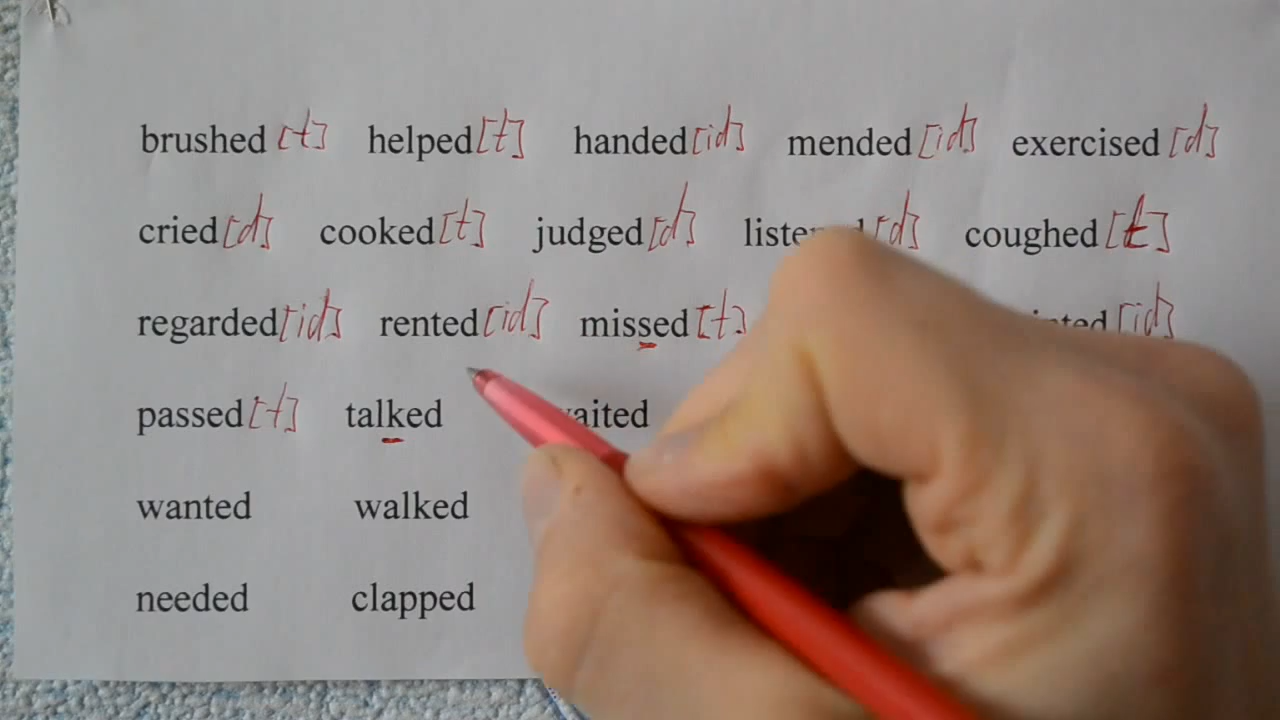 brushed [t] helped [t] handed [id] mended [id] exercised [d]
cried [d] cooked [t] judged [d] [d] coughed [t]
regarded [id] rented [id] missed [t] [id]
passed [t] talked
wanted walked
needed clapped